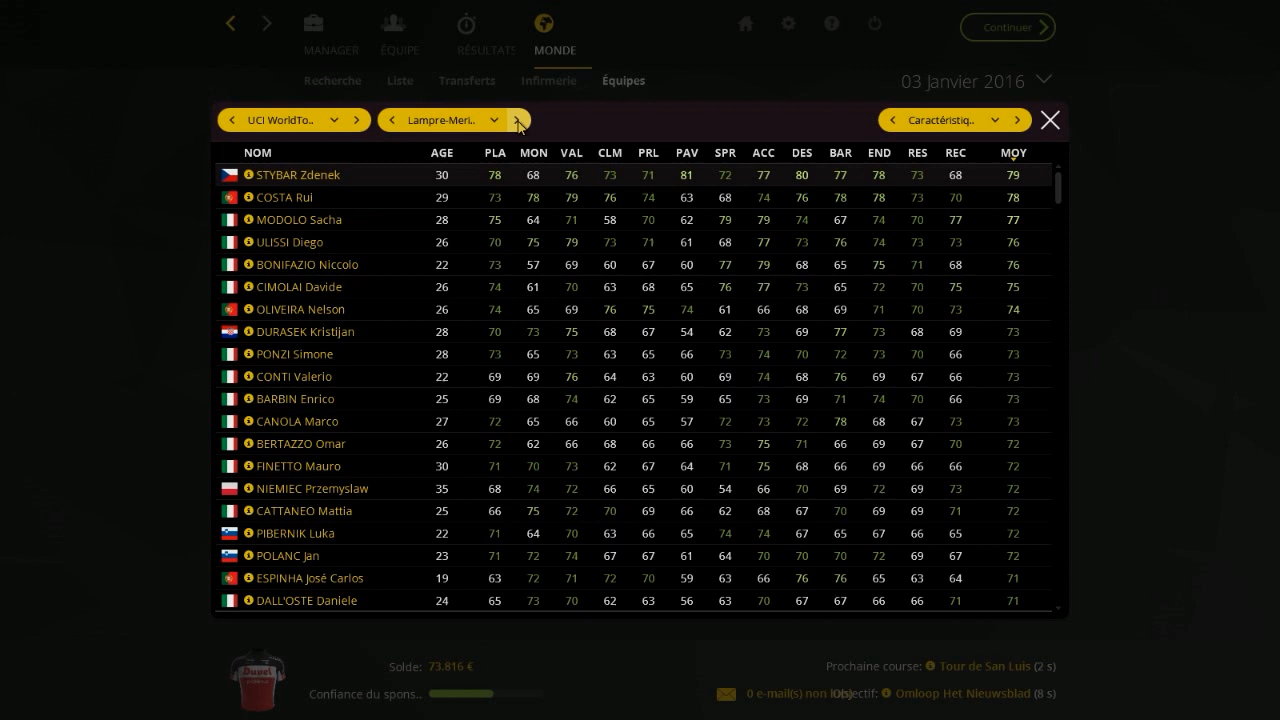 MANAGER ÉQUIPE RÉSULTATS MONDE Continuer
Recherche Liste Transferts Infirmerie Équipes 03 Janvier 2016
UCI WorldTo.. Lampre-Meri.. Caractéristiq..
NOM AGE PLA MON VAL CLM PRL PAV SPR ACC DES BAR END RES REC MOY
STYBAR Zdenek 30 78 68 76 73 71 81 72 77 80 77 78 73 68 79
COSTA Rui 29 73 78 79 76 74 63 68 74 76 78 78 73 70 78
MODOLO Sacha 28 75 64 71 58 70 62 79 79 74 67 74 70 77 77
ULISSI Diego 26 70 75 79 73 71 61 68 77 73 76 74 73 73 76
BONIFAZIO Niccolo 22 73 57 69 60 67 60 77 79 68 65 75 71 68 76
CIMOLAI Davide 26 74 61 70 63 68 65 76 77 73 65 72 70 75 75
OLIVEIRA Nelson 26 74 65 69 76 75 74 61 66 68 69 71 70 73 74
DURASEK Kristijan 28 70 73 75 68 67 54 62 73 69 77 73 68 69 73
PONZI Simone 28 73 65 73 63 65 66 73 74 70 72 73 70 66 73
CONTI Valerio 22 69 69 76 64 63 60 69 74 68 76 69 67 66 73
BARBIN Enrico 25 69 68 74 62 65 59 65 73 69 71 74 70 66 73
CANOLA Marco 27 72 65 66 60 65 57 72 73 72 78 68 67 73 73
BERTAZZO Omar 26 72 62 66 68 66 66 73 75 71 66 69 67 70 72
FINETTO Mauro 30 71 70 73 62 67 64 71 75 68 66 69 66 66 72
NIEMIEC Przemyslaw 35 68 74 72 66 65 60 54 66 70 69 72 69 73 72
CATTANEO Mattia 25 66 75 72 70 69 66 62 68 67 70 69 69 71 72
PIBERNIK Luka 22 71 64 70 63 66 65 74 74 67 65 67 66 65 72
POLANC Jan 23 71 72 74 67 67 61 64 70 70 70 72 69 67 72
ESPINHA José Carlos 19 63 72 71 72 70 59 63 66 76 76 65 63 64 71
DALL'OSTE Daniele 24 65 73 70 62 63 56 63 70 67 67 66 66 71 71
Solde: 73.816 € Prochaine course: Tour de San Luis (2 s)
Confiance du spons.. 0 e-mail(s) non Objectif: Omloop Het Nieuwsblad (8 s)